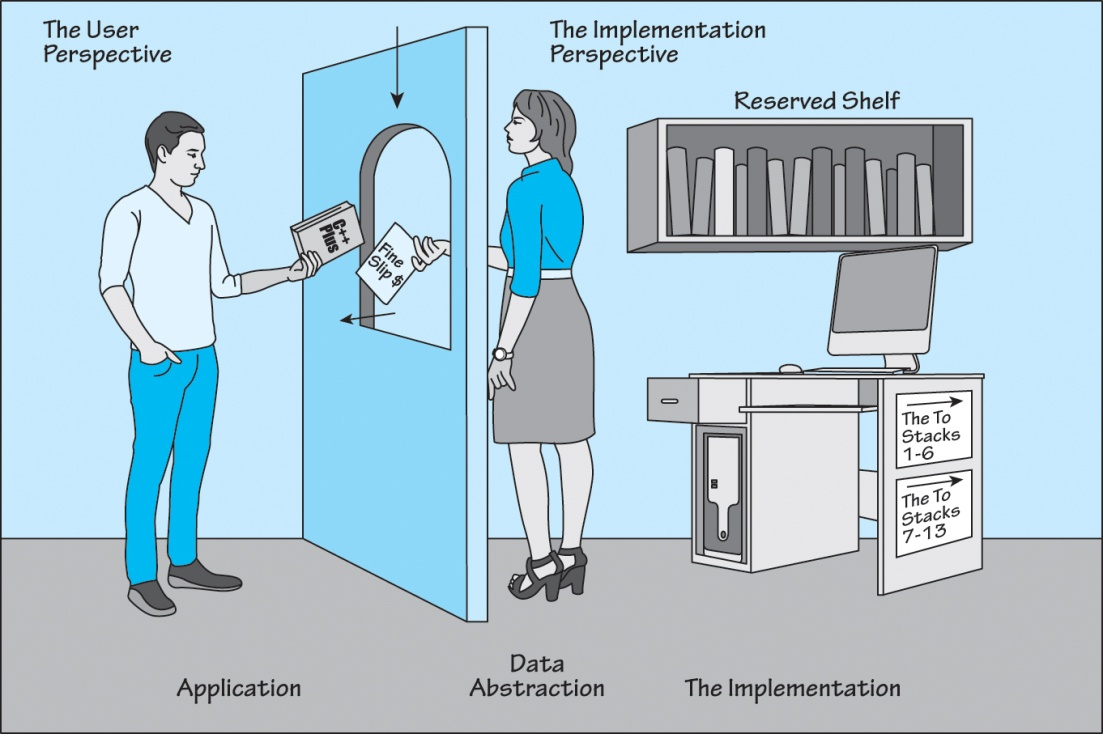 The User
Perspective
The Implementation
Perspective
Reserved Shelf
C++
Plus
Fine
Slip $
The To
Stacks
1-6
The To
Stacks
7-13
Application
Data
Abstraction
The Implementation